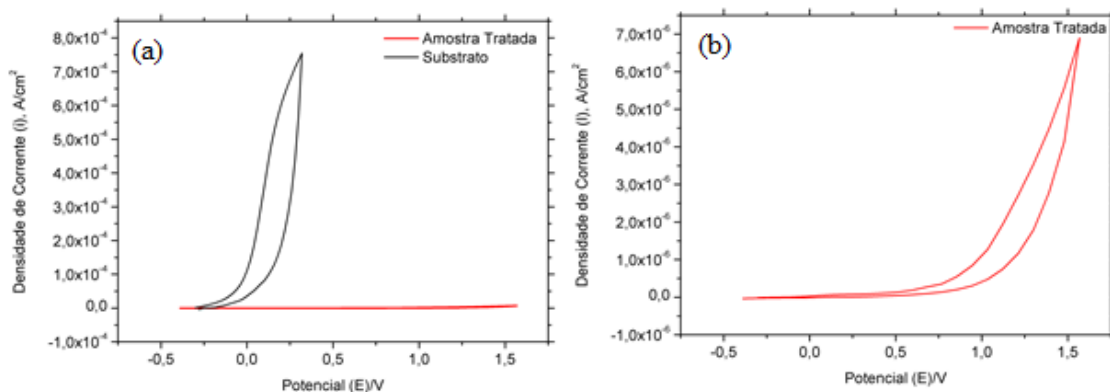 (a)
Amostra Tratada
Substrato
Densidade de Corrente (i), A/cm²
8,0x10⁻⁴
7,0x10⁻⁴
6,0x10⁻⁴
5,0x10⁻⁴
4,0x10⁻⁴
3,0x10⁻⁴
2,0x10⁻⁴
1,0x10⁻⁴
0,0
-1,0x10⁻⁴
-0,5 0,0 0,5 1,0 1,5
Potencial (E)/V
(b)
Amostra Tratada
Densidade de Corrente (I), A/cm²
7,0x10⁻⁶
6,0x10⁻⁶
5,0x10⁻⁶
4,0x10⁻⁶
3,0x10⁻⁶
2,0x10⁻⁶
1,0x10⁻⁶
0,0
-1,0x10⁻⁶
-0,5 0,0 0,5 1,0 1,5
Potencial (E)/V